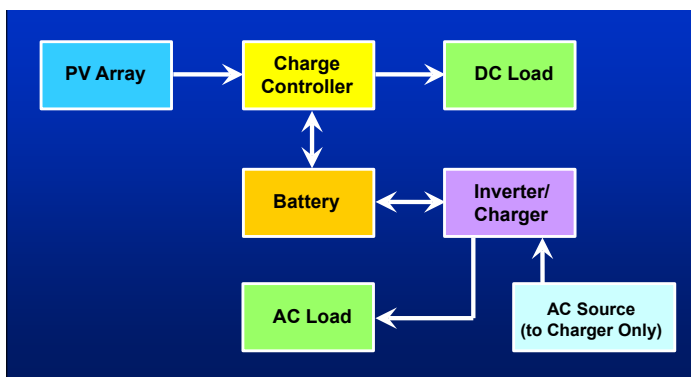 PV Array
Charge
Controller
DC Load
Battery
Inverter/
Charger
AC Load
AC Source
(to Charger Only)